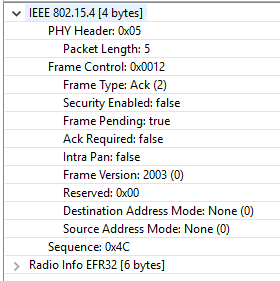 IEEE 802.15.4 [4 bytes]
PHY Header: 0x05
Packet Length: 5
Frame Control: 0x0012
Frame Type: Ack (2)
Security Enabled: false
Frame Pending: true
Ack Required: false
Intra Pan: false
Frame Version: 2003 (0)
Reserved: 0x00
Destination Address Mode: None (0)
Source Address Mode: None (0)
Sequence: 0x4C
Radio Info EFR32 [6 bytes]